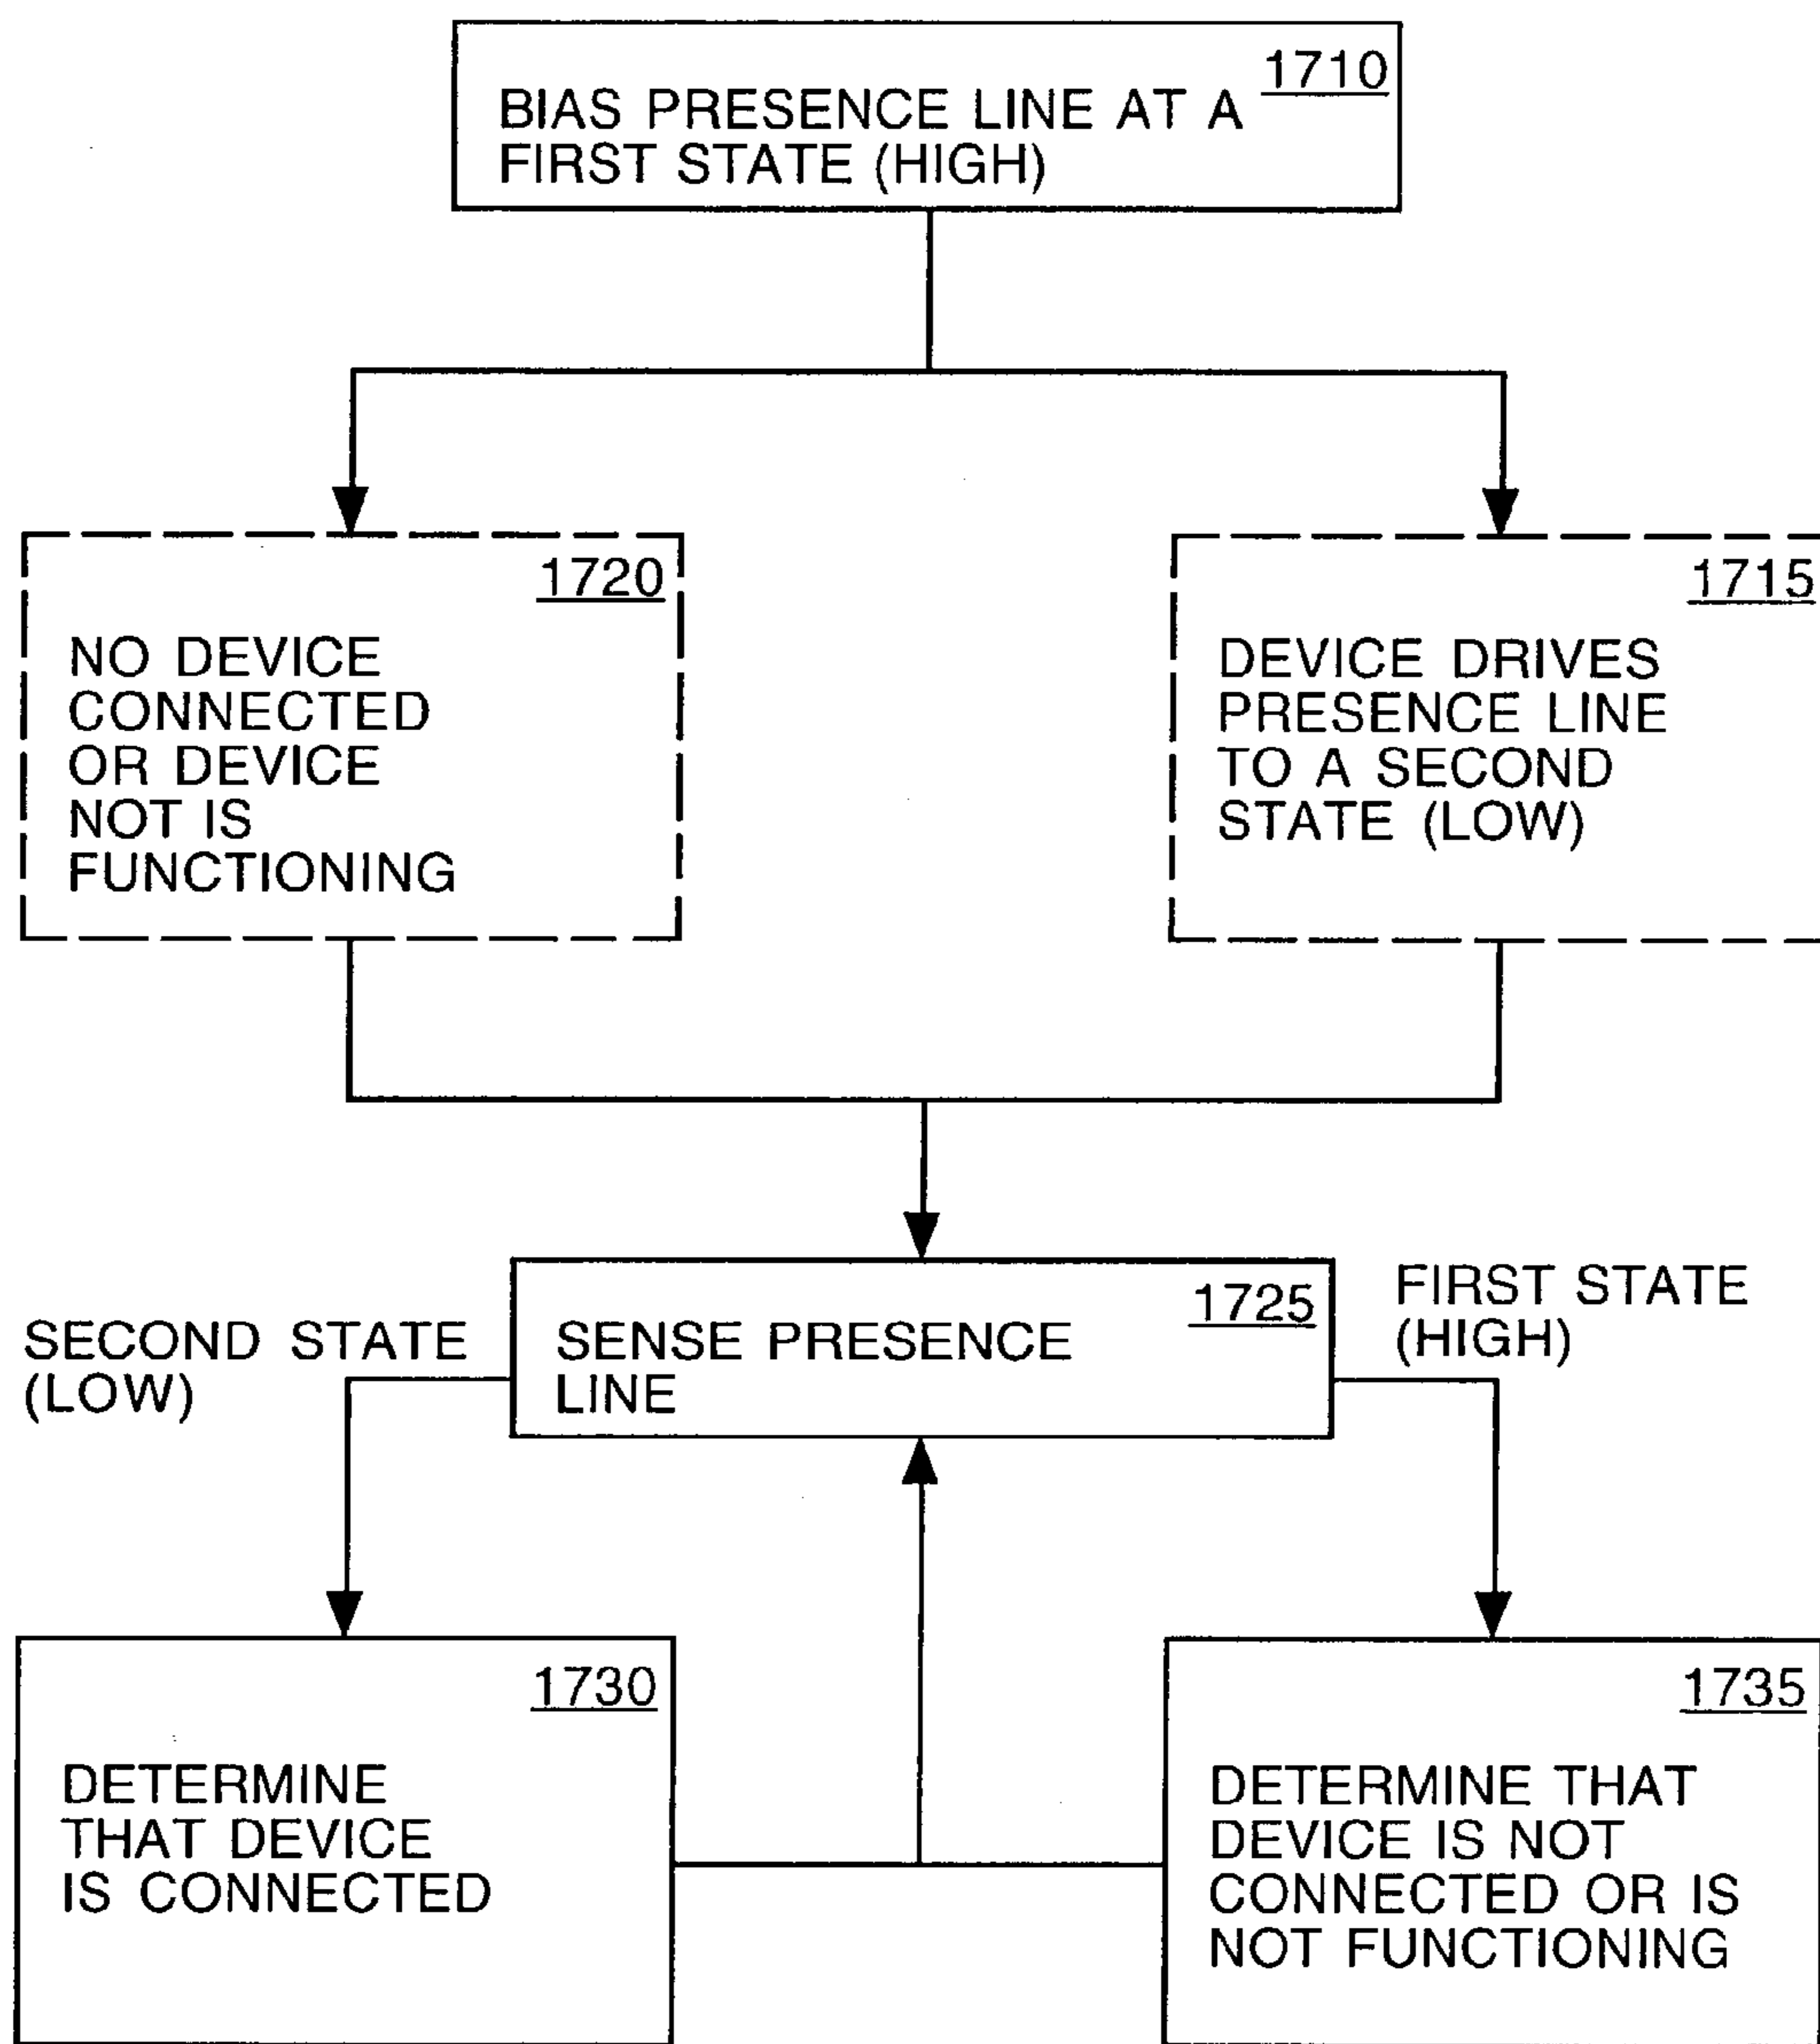 1710
BIAS PRESENCE LINE AT A
FIRST STATE (HIGH)
1720
NO DEVICE
CONNECTED
OR DEVICE
NOT IS
FUNCTIONING
1715
DEVICE DRIVES
PRESENCE LINE
TO A SECOND
STATE (LOW)
1725
SENSE PRESENCE
LINE
SECOND STATE
(LOW)
FIRST STATE
(HIGH)
1730
DETERMINE
THAT DEVICE
IS CONNECTED
1735
DETERMINE THAT
DEVICE IS NOT
CONNECTED OR IS
NOT FUNCTIONING